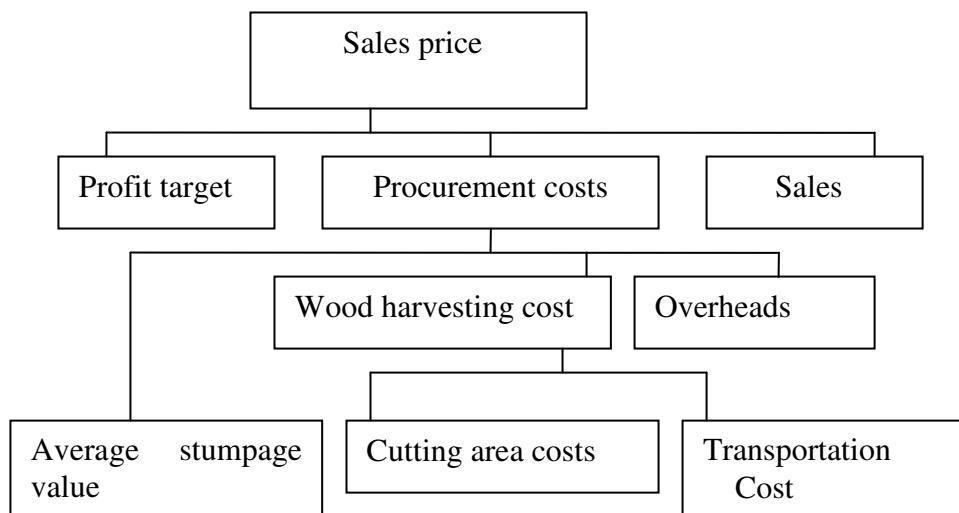 Sales price
Profit target
Procurement costs
Sales
Wood harvesting cost
Overheads
Average stumpage
value
Cutting area costs
Transportation
Cost